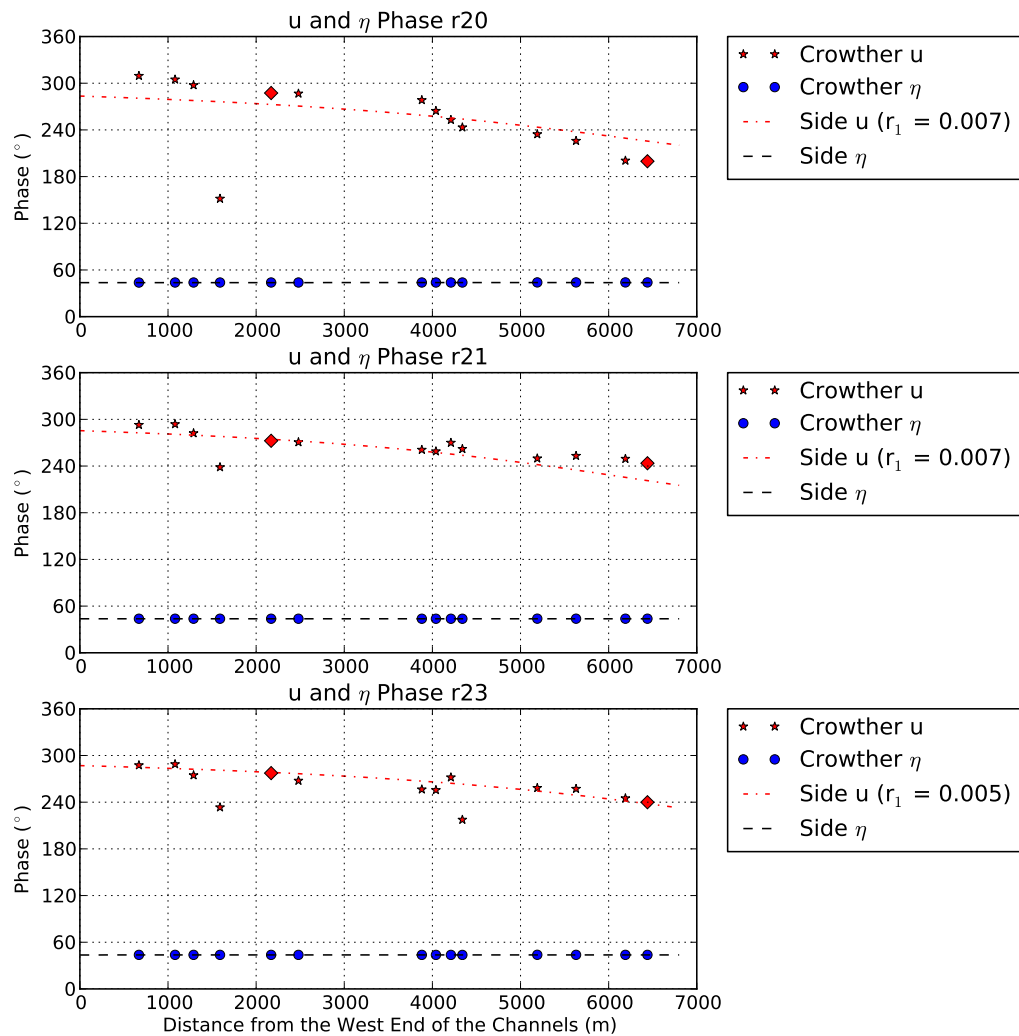 u and η Phase r20
Phase (°)
360
300
240
180
120
60
0
0 1000 2000 3000 4000 5000 6000 7000
Crowther u
Crowther η
Side u (r₁ = 0.007)
Side η
u and η Phase r21
Phase (°)
360
300
240
180
120
60
0
0 1000 2000 3000 4000 5000 6000 7000
Crowther u
Crowther η
Side u (r₁ = 0.007)
Side η
u and η Phase r23
Phase (°)
360
300
240
180
120
60
0
0 1000 2000 3000 4000 5000 6000 7000
Distance from the West End of the Channels (m)
Crowther u
Crowther η
Side u (r₁ = 0.005)
Side η